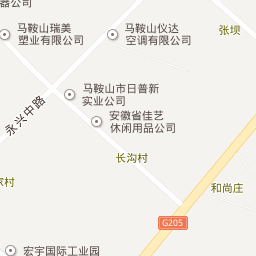 器公司
马鞍山瑞美
塑业有限公司
马鞍山仪达
空调有限公司
张坝
马鞍山市日普新
实业公司
永兴中路
安徽省佳艺
休闲用品公司
长沟村
村
和尚庄
G205
宏宇国际工业园